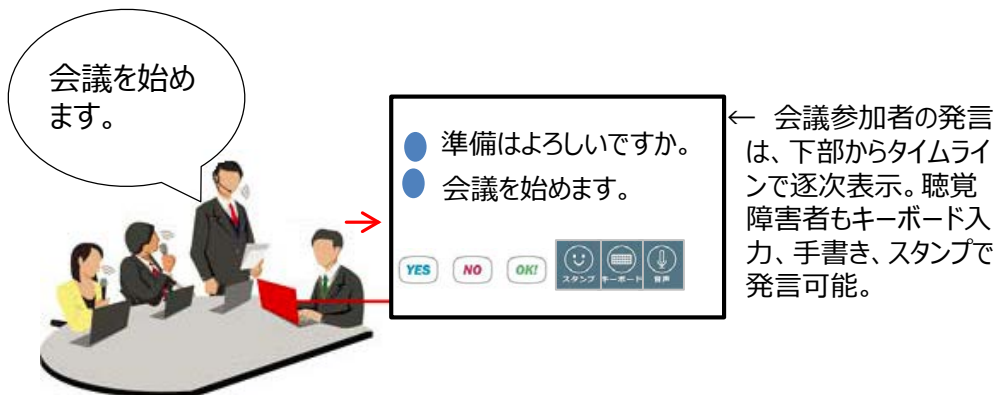 会議を始め
ます。
準備はよろしいですか。
会議を始めます。
YES
NO
OK!
スタンプ
キーボード
音声
← 会議参加者の発言
は、下部からタイムライ
ンで逐次表示。聴覚
障害者もキーボード入
力、手書き、スタンプで
発言可能。